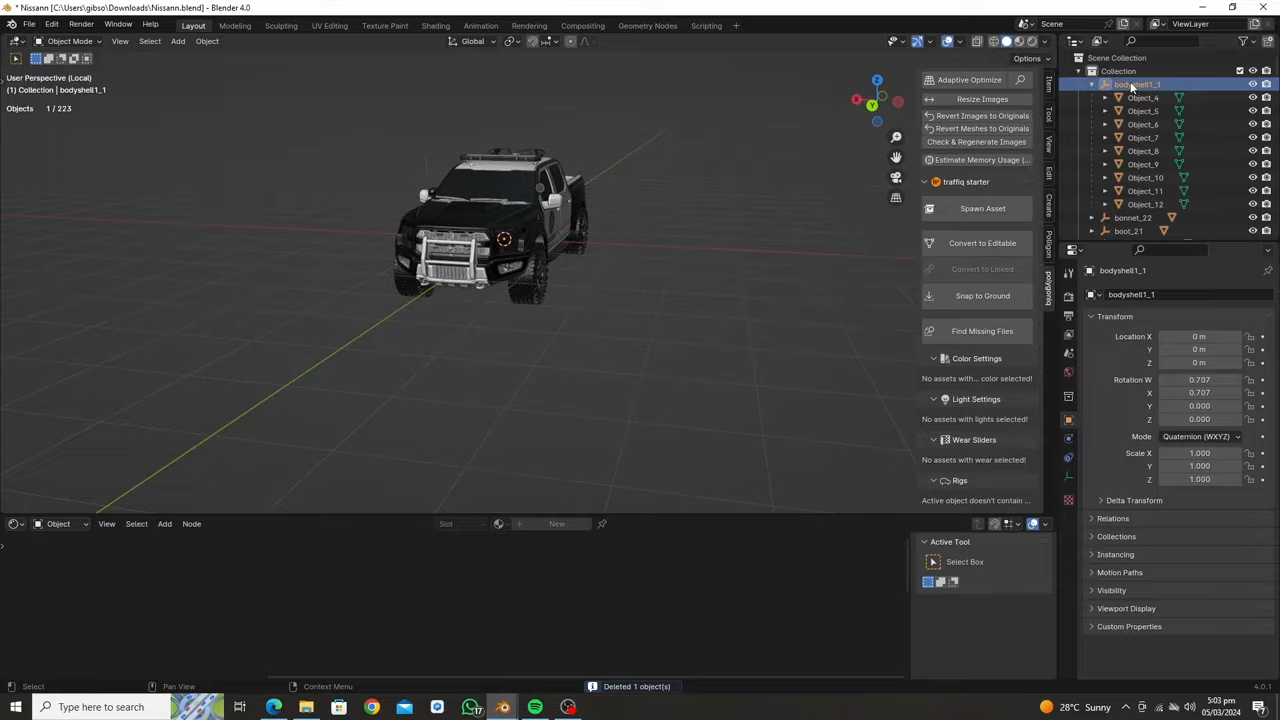 * Nissann [C:\Users\gibso\Downloads\Nissann.blend] - Blender 4.0
File Edit Render Window Help Layout Modeling Sculpting UV Editing Texture Paint Shading Animation Rendering Compositing Geometry Nodes Scripting Scene ViewLayer
Object Mode View Select Add Object Global
Options
User Perspective (Local)
(1) Collection | bodyshell1_1
Objects 1 / 223
X
Y
Z
Adaptive Optimize
Resize Images
Revert Images to Originals
Revert Meshes to Originals
Check & Regenerate Images
Estimate Memory Usage (...
traffiq starter
Spawn Asset
Convert to Editable
Convert to Linked
Snap to Ground
Find Missing Files
Color Settings
No assets with... color selected!
Light Settings
No assets with lights selected!
Wear Sliders
No assets with wear selected!
Rigs
Active object doesn't contain ...
Item
Tool
View
Edit
Create
Polygon
polygoniq
Scene Collection
Collection
bodyshell1_1
Object_4
Object_5
Object_6
Object_7
Object_8
Object_9
Object_10
Object_11
Object_12
bonnet_22
boot_21
bodyshell1_1
bodyshell1_1
Transform
Location X 0 m
Y 0 m
Z 0 m
Rotation W 0.707
X 0.707
Y 0.000
Z 0.000
Mode Quaternion (WXYZ)
Scale X 1.000
Y 1.000
Z 1.000
Delta Transform
Relations
Collections
Instancing
Motion Paths
Visibility
Viewport Display
Custom Properties
Object View Select Add Node Slot New
Active Tool
Select Box
Select Pan View Context Menu Deleted 1 object(s) 4.0.1
Type here to search
17
28°C Sunny
5:03 pm
05/03/2024